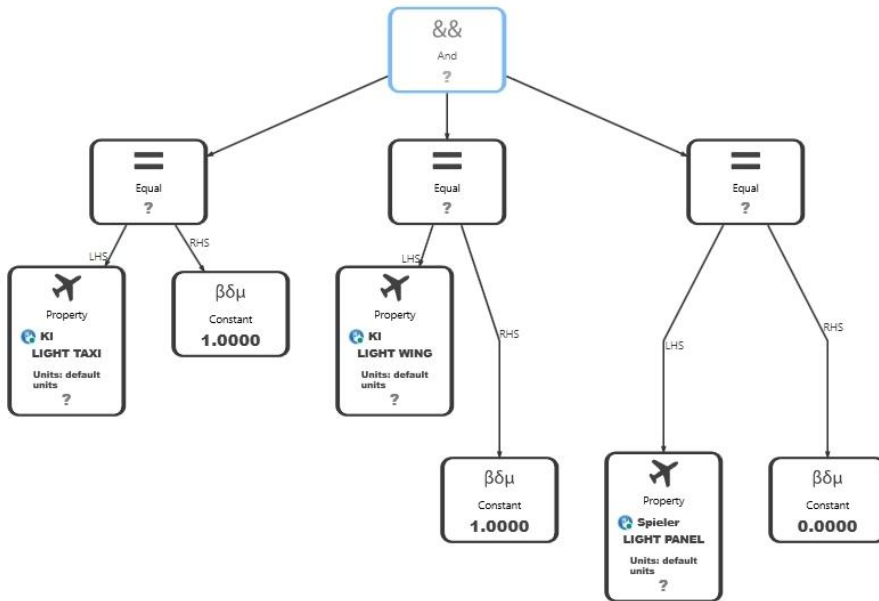 &&
And
?
=
Equal
?
=
Equal
?
=
Equal
?
LHS
RHS
LHS
RHS
LHS
RHS
Property
KI
LIGHT TAXI
Units: default
units
?
βδμ
Constant
1.0000
Property
KI
LIGHT WING
Units: default
units
?
βδμ
Constant
1.0000
Property
Spieler
LIGHT PANEL
Units: default
units
?
βδμ
Constant
0.0000